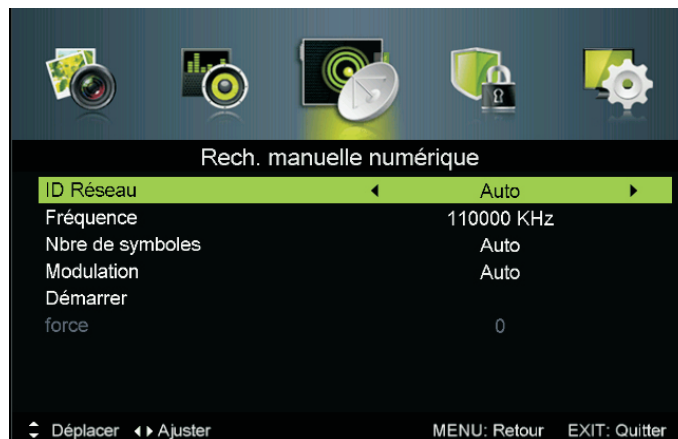 Rech. manuelle numérique
ID Réseau Auto
Fréquence 110000 KHz
Nbre de symboles Auto
Modulation Auto
Démarrer
force 0
Déplacer Ajuster MENU: Retour EXIT: Quitter